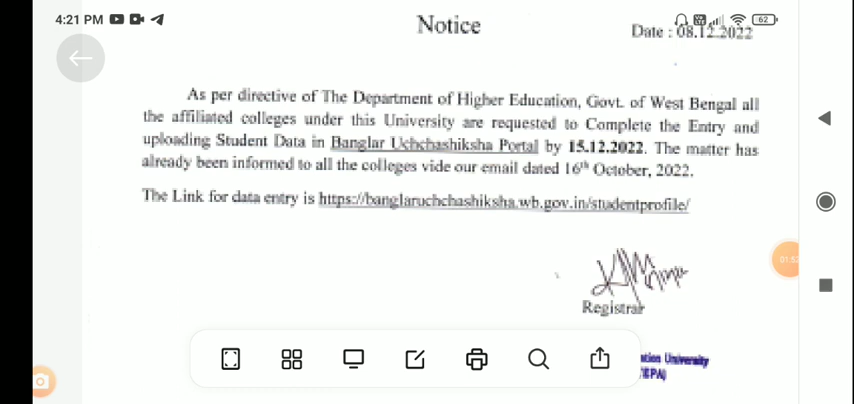 4:21 PM
62
Notice
Date : 08.12.2022
As per directive of The Department of Higher Education, Govt. of West Bengal all
the affiliated colleges under this University are requested to Complete the Entry and
uploading Student Data in Banglar Uchchashiksha Portal by 15.12.2022. The matter has
already been informed to all the colleges vide our email dated 16th October, 2022.
The Link for data entry is https://banglaruchchashiksha.wb.gov.in/studentprofile/
01:52
Registrar
University